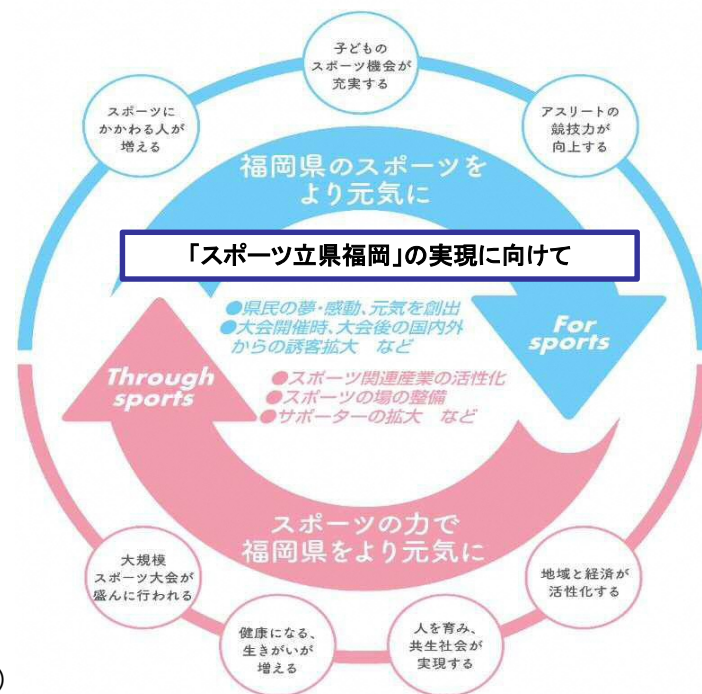 子どもの
スポーツ機会が
充実する
スポーツに
かかわる人が
増える
アスリートの
競技力が
向上する
福岡県のスポーツを
より元気に
「スポーツ立県福岡」の実現に向けて
●県民の夢・感動、元気を創出
●大会開催時、大会後の国内外
からの誘客拡大 など
For
sports
Through
sports
●スポーツ関連産業の活性化
●スポーツの場の整備
●サポーターの拡大 など
スポーツの力で
福岡県をより元気に
大規模
スポーツ大会が
盛んに行われる
健康になる、
生きがいが
増える
人を育み、
共生社会が
実現する
地域と経済が
活性化する
)